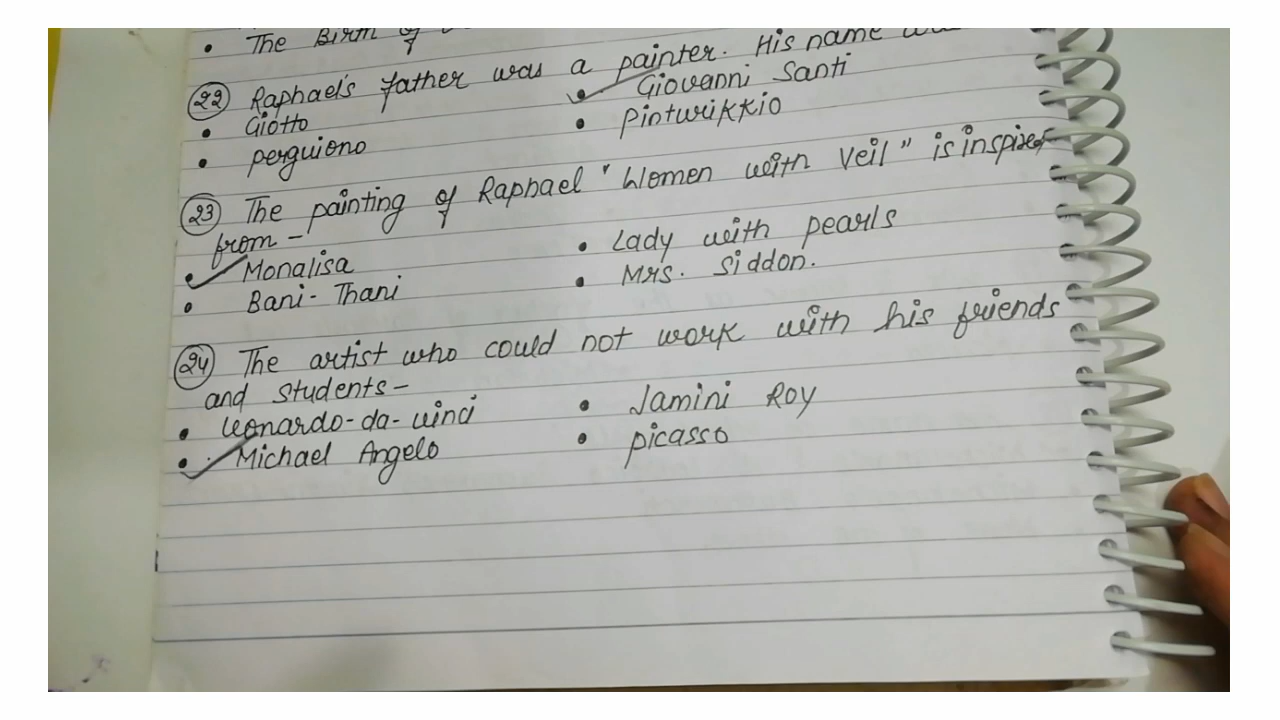 • The Birth of
22 Raphael's father was a painter. His name was
• Giotto • Giovanni Santi
• perguiono • pinturikkio
23 The painting of Raphael "Women with Veil" is inspired
from -
• Monalisa • Lady with pearls
• Bani - Thani • Mrs. Siddon.
24 The artist who could not work with his friends
and students -
• Leonardo-da-vinci • Jamini Roy
• Michael Angelo • picasso